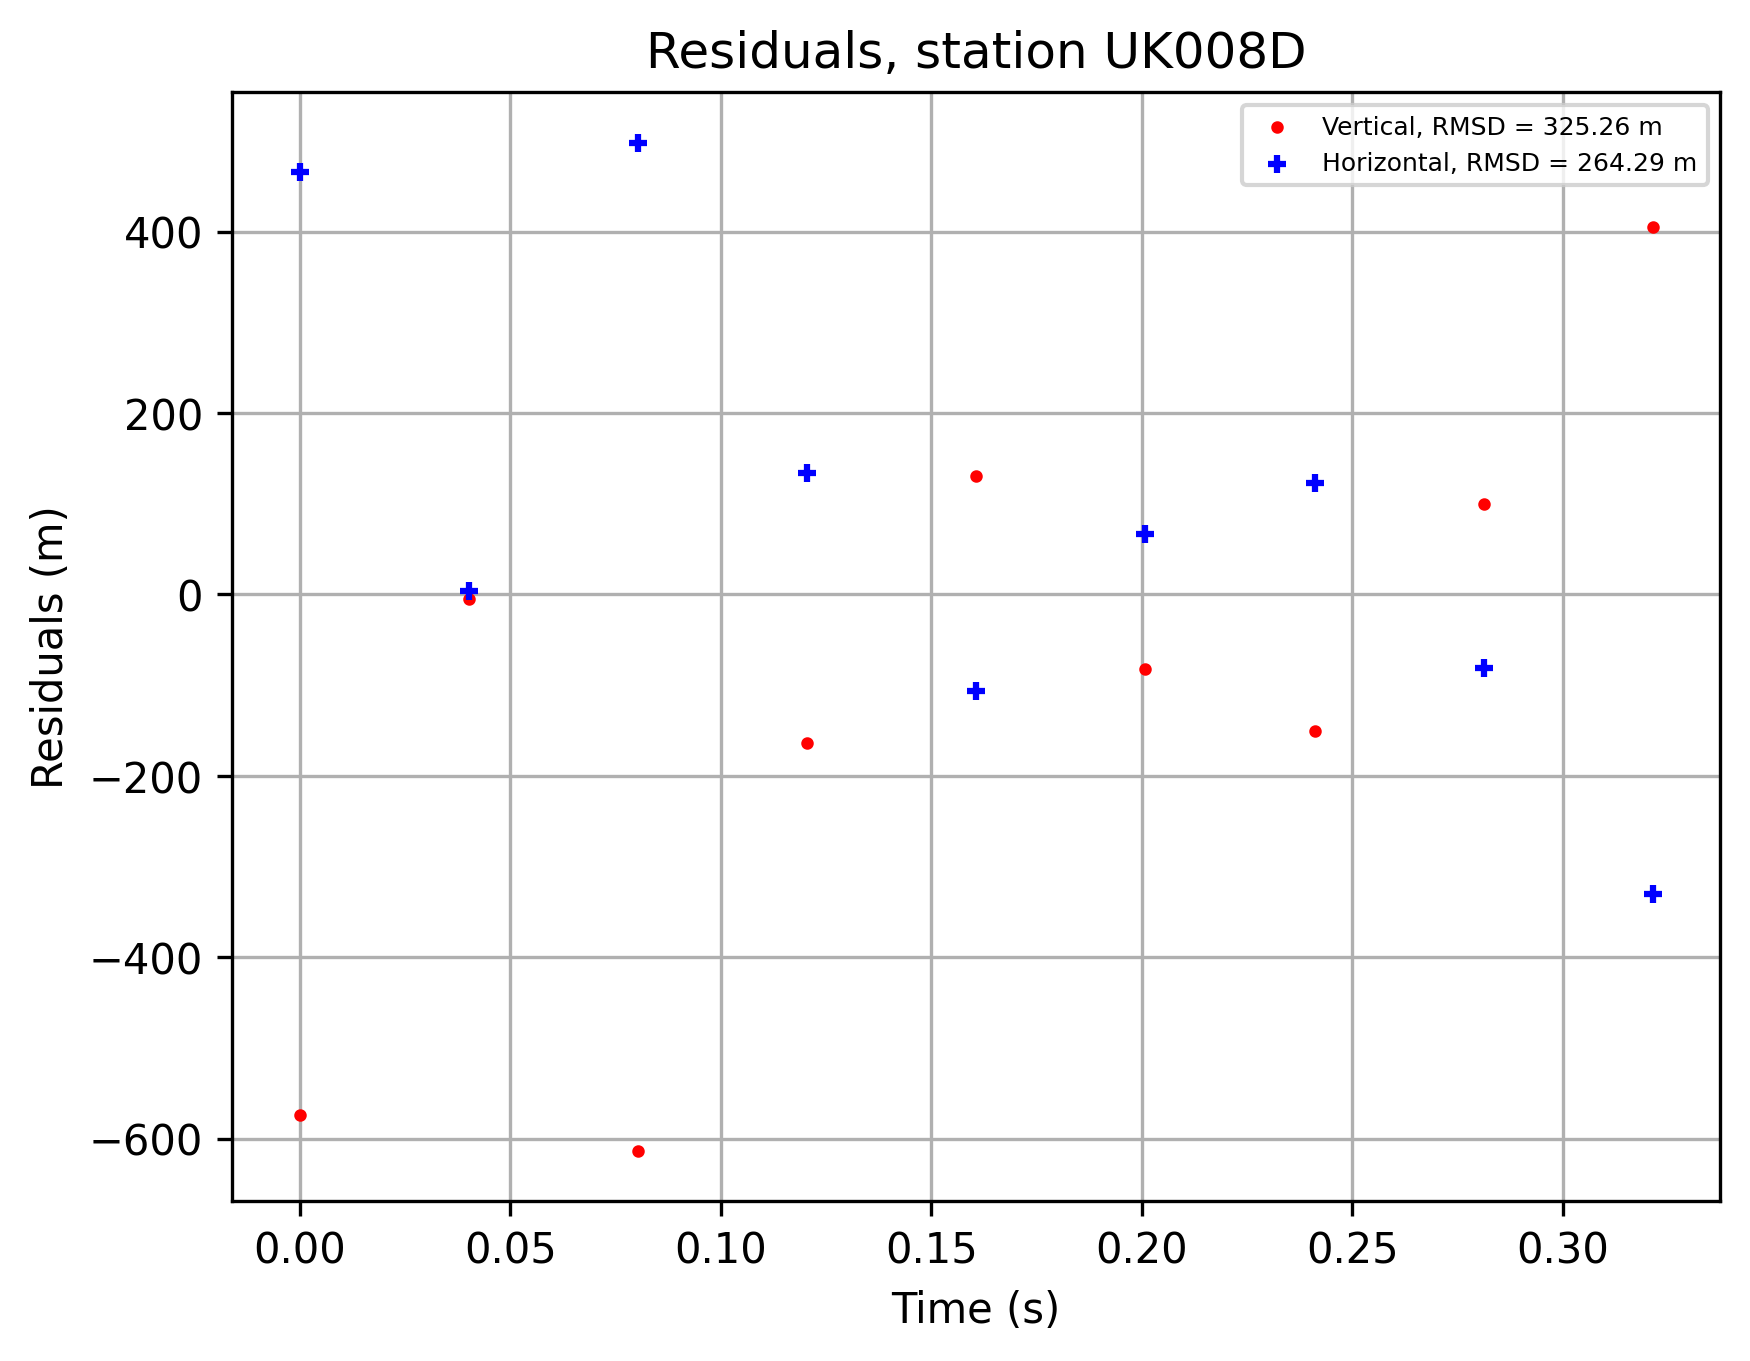 Residuals, station UK008D
Vertical, RMSD = 325.26 m
Horizontal, RMSD = 264.29 m
400
200
0
−200
−400
−600
Residuals (m)
0.00 0.05 0.10 0.15 0.20 0.25 0.30
Time (s)